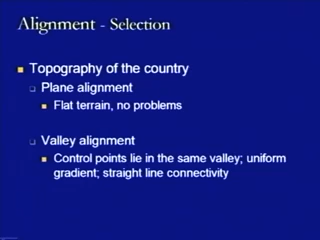 Alignment - Selection
Topography of the country
Plane alignment
Flat terrain, no problems
Valley alignment
Control points lie in the same valley; uniform
gradient; straight line connectivity